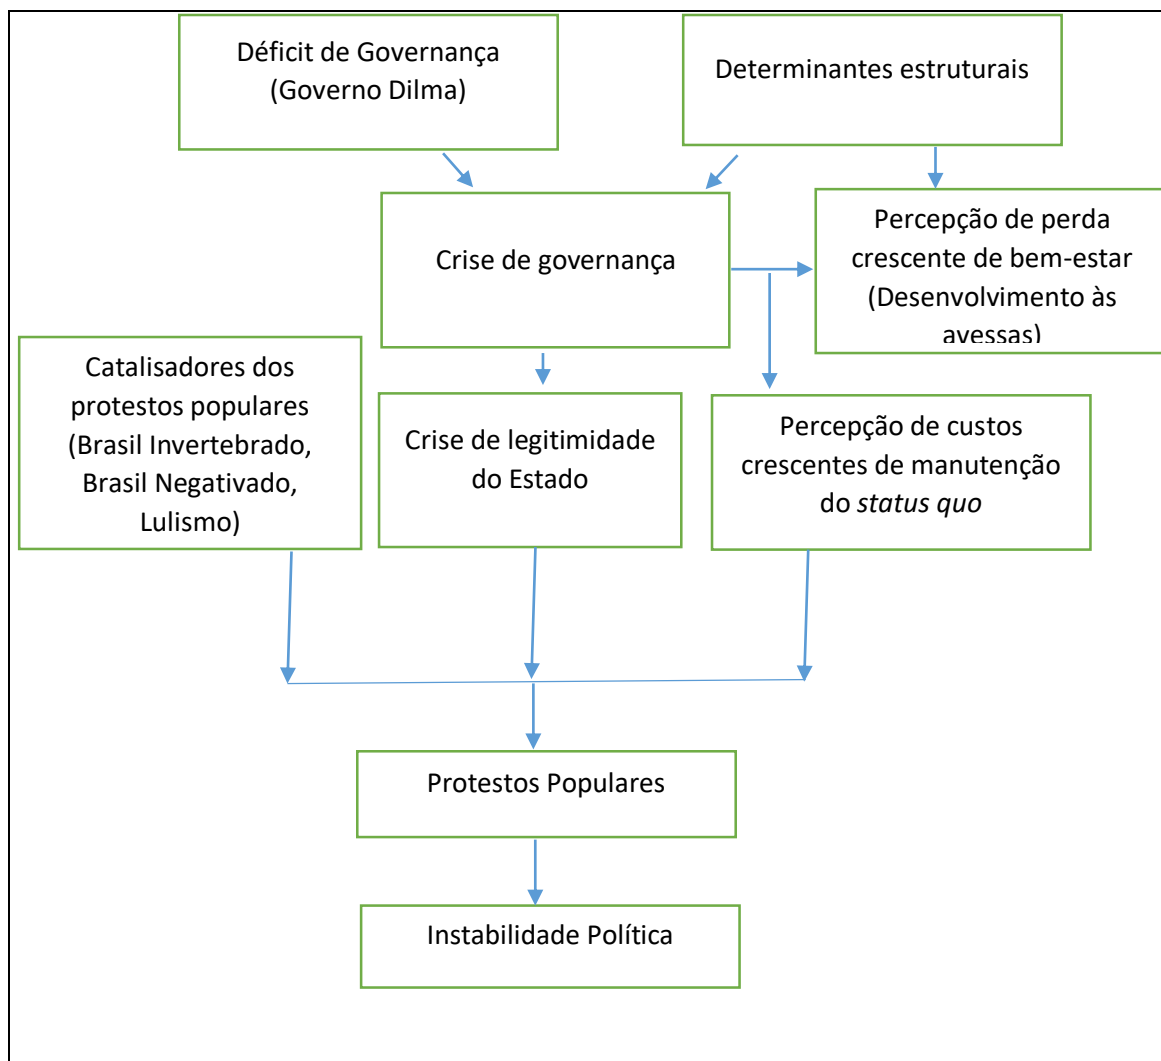 Déficit de Governança
(Governo Dilma)
Determinantes estruturais
Crise de governança
Percepção de perda
crescente de bem-estar
(Desenvolvimento às
avessas)
Catalisadores dos
protestos populares
(Brasil Invertebrado,
Brasil Negativado,
Lulismo)
Crise de legitimidade
do Estado
Percepção de custos
crescentes de manutenção
do status quo
Protestos Populares
Instabilidade Política